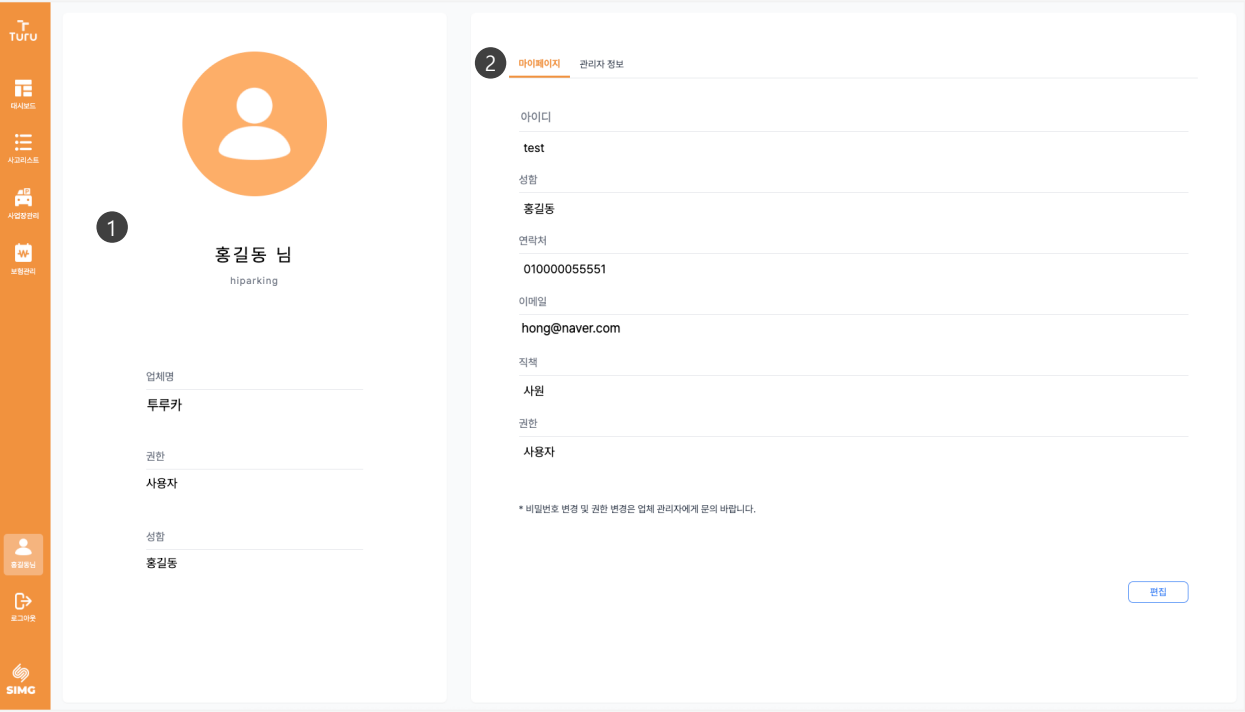 Turu
대시보드
사고리스트
사업장관리
보험관리
홍길동님
로그아웃
SIMG
1
홍길동 님
hiparking
업체명
투루카
권한
사용자
성함
홍길동
2
마이페이지 관리자 정보
아이디
test
성함
홍길동
연락처
010000055551
이메일
hong@naver.com
직책
사원
권한
사용자
* 비밀번호 변경 및 권한 변경은 업체 관리자에게 문의 바랍니다.
편집